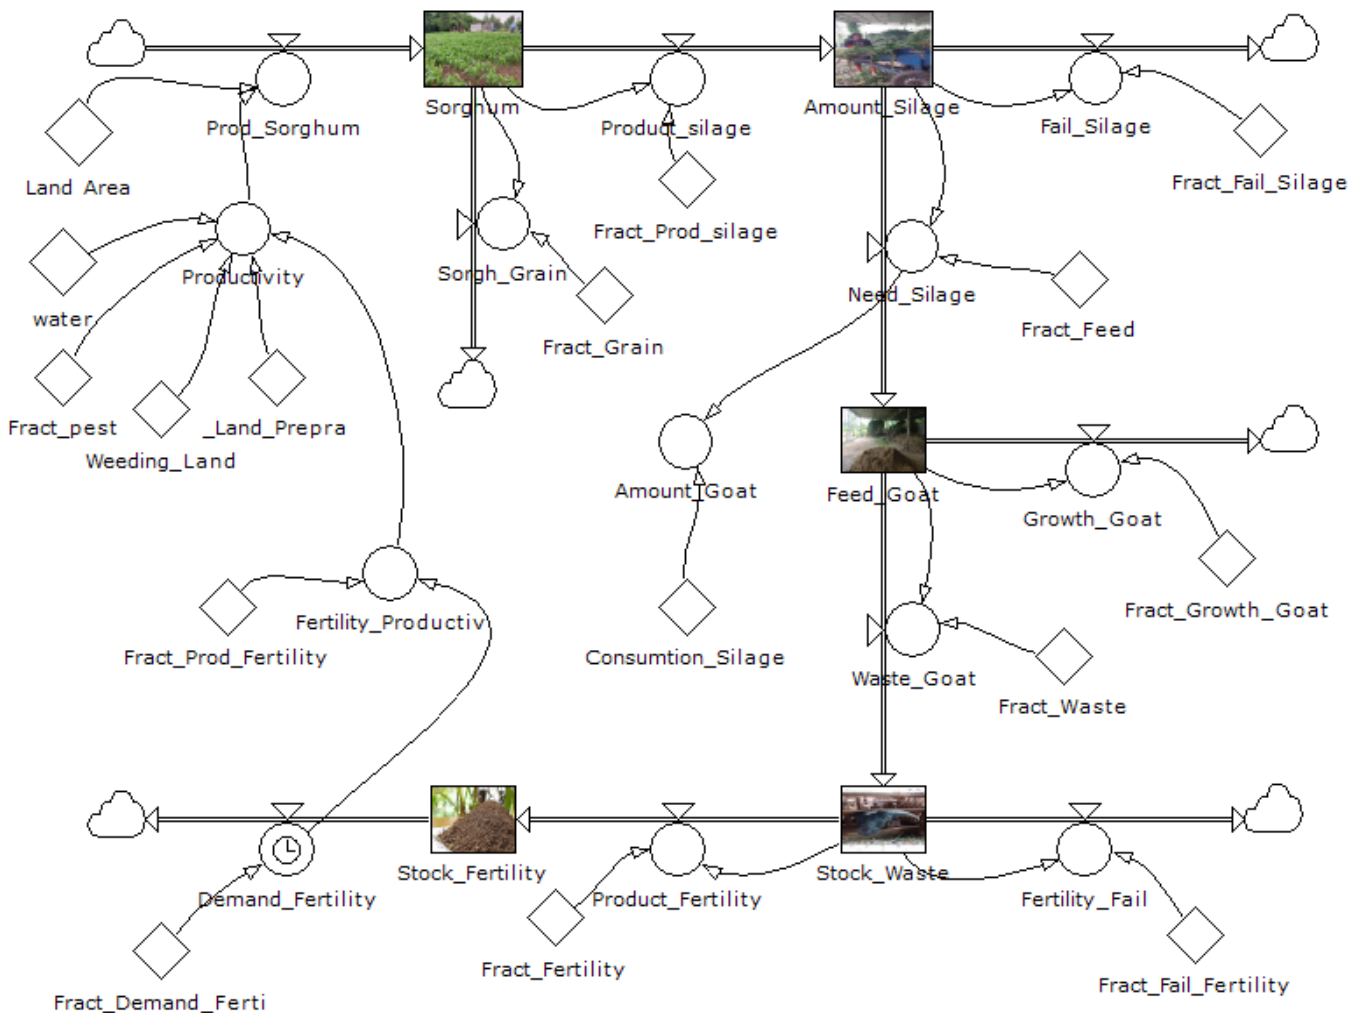 Sorghum
Amount_Silage
Prod_Sorghum
Product_silage
Fail_Silage
Land Area
Fract_Fail_Silage
Fract_Prod_silage
Productivity
Sorgh_Grain
Need_Silage
water
Fract_Grain
Fract_Feed
Fract_pest
_Land_Prepra
Weeding_Land
Amount_Goat
Feed_Goat
Growth_Goat
Fertility_Productiv
Fract_Growth_Goat
Fract_Prod_Fertility
Consumtion_Silage
Waste_Goat
Fract_Waste
Stock_Fertility
Stock_Waste
Demand_Fertility
Product_Fertility
Fertility_Fail
Fract_Fertility
Fract_Fail_Fertility
Fract_Demand_Ferti